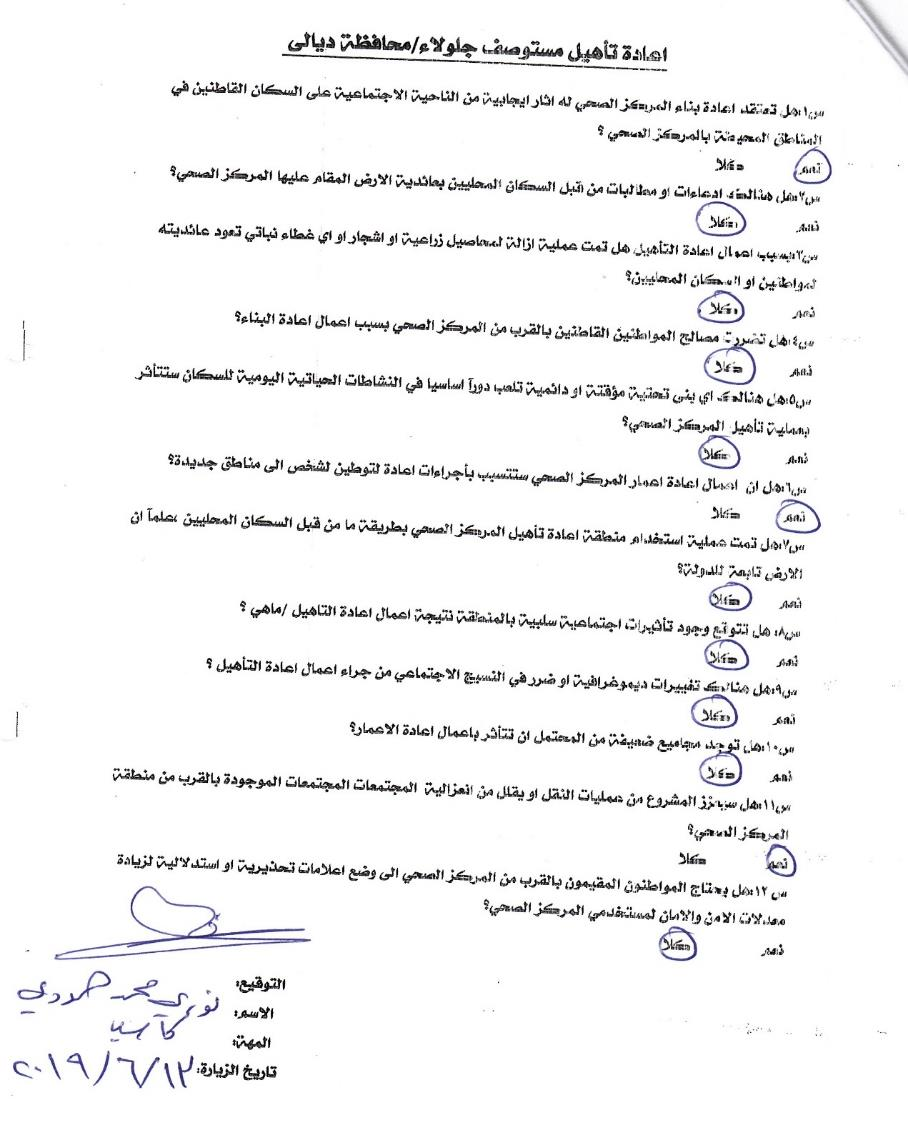 اعادة تأهيل مستوصف جلولاء/محافظة ديالى
س١:هل تعتقد اعادة بناء المركز الصحي له اثار ايجابية من الناحية الاجتماعية على السكان القاطنين في
المناطق المحيطة بالمركز الصحي ؟
نعم كلا
س٢:هل هنالك ادعاءات او مطالبات من قبل السكان المحليين بعائدية الارض المقام عليها المركز الصحي؟
نعم كلا
س٣:بسبب اعمال اعادة التأهيل هل تمت عملية ازالة لمحاصيل زراعية او اشجار او اي غطاء نباتي تعود عائديته
لمواطنين او السكان المحليين؟
نعم كلا
س٤:هل تضررت مصالح المواطنين القاطنين بالقرب من المركز الصحي بسبب اعمال اعادة البناء؟
نعم كلا
س٥:هل هنالك اي بنى تحتية مؤقتة او دائمية تلعب دورآ اساسيا في النشاطات الحياتية اليومية للسكان ستتأثر
بعملية تأهيل المركز الصحي؟
نعم كلا
س٦:هل ان اعمال اعادة اعمار المركز الصحي ستتسبب بأجراءات اعادة لتوطين لشخص الى مناطق جديدة؟
نعم كلا
س٧:هل تمت عملية استخدام منطقة اعادة تأهيل المركز الصحي بطريقة ما من قبل السكان المحليين ،علمآ ان
الارض تابعة للدولة؟
نعم كلا
س٨: هل تتوقع وجود تأثيرات اجتماعية سلبية بالمنطقة نتيجة اعمال اعادة التاهيل /ماهي ؟
نعم كلا
س٩:هل هنالك تغييرات ديموغرافية او ضرر في النسيج الاجتماعي من جراء اعمال اعادة التأهيل ؟
نعم كلا
س١٠:هل توجد مجاميع ضعيفة من المحتمل ان تتأثر باعمال اعادة الاعمار؟
نعم كلا
س١١:هل سيعزز المشروع من عمليات النقل او يقلل من انعزالية المجتمعات المجتمعات الموجودة بالقرب من منطقة
المركز الصحي؟
نعم كلا
س١٢:هل يحتاج المواطنون المقيمون بالقرب من المركز الصحي الى وضع اعلامات تحذيرية او استدلالية لزيادة
معدلات الامن والامان لمستخدمي المركز الصحي؟
نعم كلا
التوقيع:
الاسم: نوري محمد حمودي
المهة: كاسب
تاريخ الزيارة: ٢٠١٩/٦/١٢